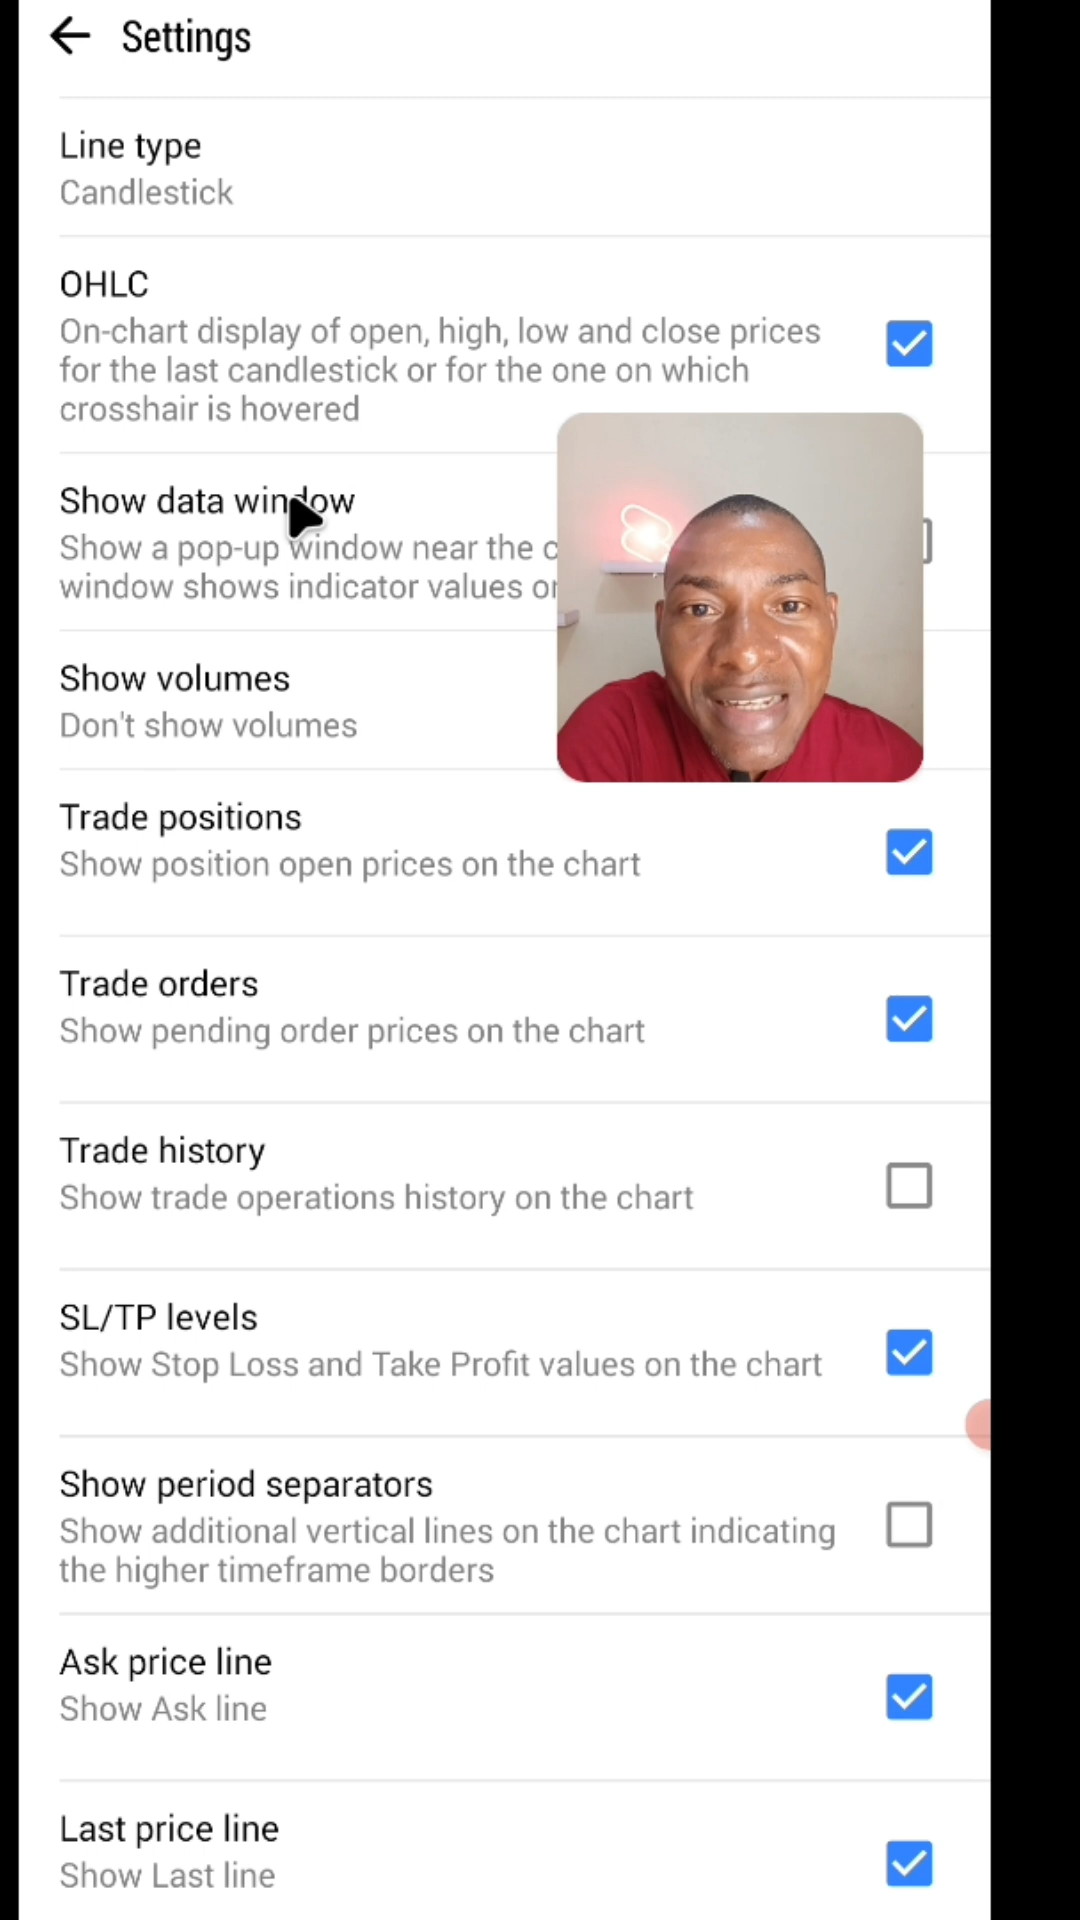 Settings
Line type
Candlestick
OHLC
On-chart display of open, high, low and close prices
for the last candlestick or for the one on which
crosshair is hovered
Show data window
Show a pop-up window near the
window shows indicator values
Show volumes
Don't show volumes
Trade positions
Show position open prices on the chart
Trade orders
Show pending order prices on the chart
Trade history
Show trade operations history on the chart
SL/TP levels
Show Stop Loss and Take Profit values on the chart
Show period separators
Show additional vertical lines on the chart indicating
the higher timeframe borders
Ask price line
Show Ask line
Last price line
Show Last line